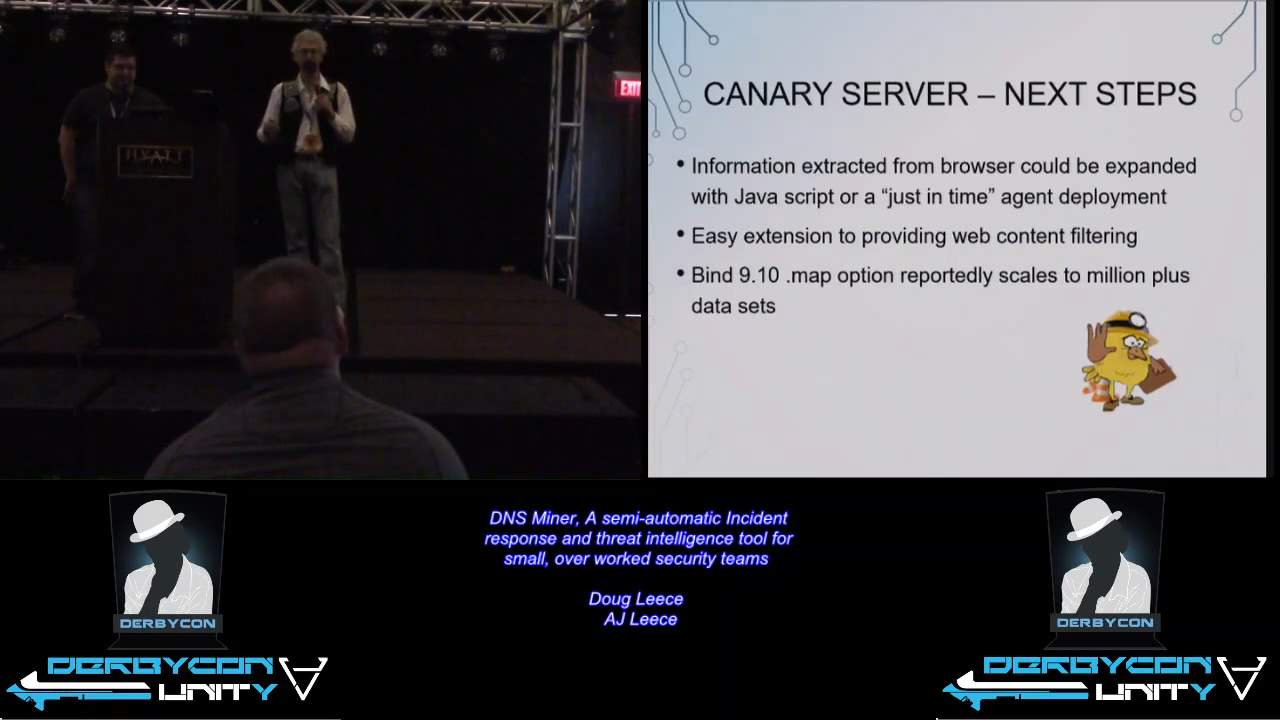 HYATT
EXIT
CANARY SERVER – NEXT STEPS
• Information extracted from browser could be expanded
with Java script or a “just in time” agent deployment
• Easy extension to providing web content filtering
• Bind 9.10 .map option reportedly scales to million plus
data sets
DNS Miner, A semi-automatic Incident
response and threat intelligence tool for
small, over worked security teams
Doug Leece
AJ Leece
DERBYCON
DERBYCON
UNITY
DERBYCON
DERBYCON
UNITY